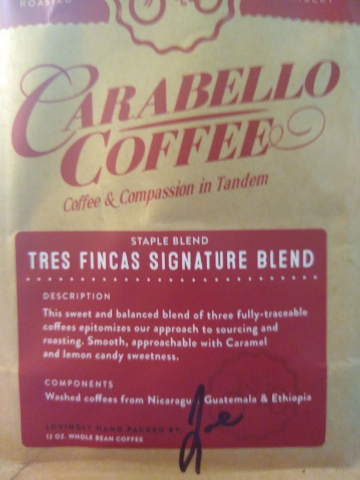 ROASTED
CARABELLO
COFFEE
Coffee & Compassion in Tandem
STAPLE BLEND
TRES FINCAS SIGNATURE BLEND
DESCRIPTION
This sweet and balanced blend of three fully-traceable
coffees epitomizes our approach to sourcing and
roasting. Smooth, approachable with Caramel
and lemon candy sweetness.
COMPONENTS
Washed coffees from Guatemala & Ethiopia
LOVINGLY HAND PACKED BY: Joe
12 OZ. WHOLE BEAN COFFEE